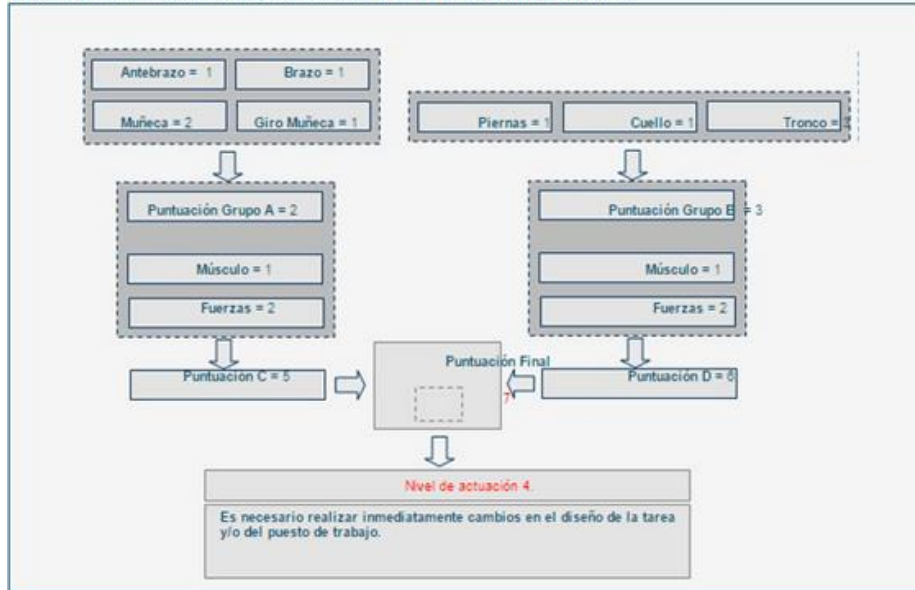 Antebrazo = 1
Brazo = 1
Muñeca = 2
Giro Muñeca = 1
Piernas = 1
Cuello = 1
Tronco = 3
Puntuación Grupo A = 2
Músculo = 1
Fuerzas = 2
Puntuación Grupo B = 3
Músculo = 1
Fuerzas = 2
Puntuación C = 5
Puntuación Final
7
Puntuación D = 6
Nivel de actuación 4.
Es necesario realizar inmediatamente cambios en el diseño de la tarea
y/o del puesto de trabajo.